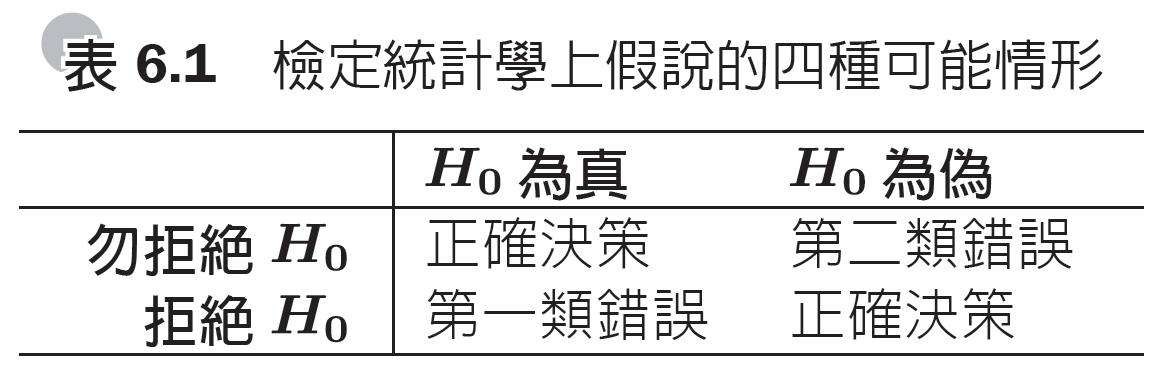 表 6.1 檢定統計學上假說的四種可能情形
H₀ 為真 H₀ 為偽
勿拒絕 H₀ 正確決策 第二類錯誤
拒絕 H₀ 第一類錯誤 正確決策